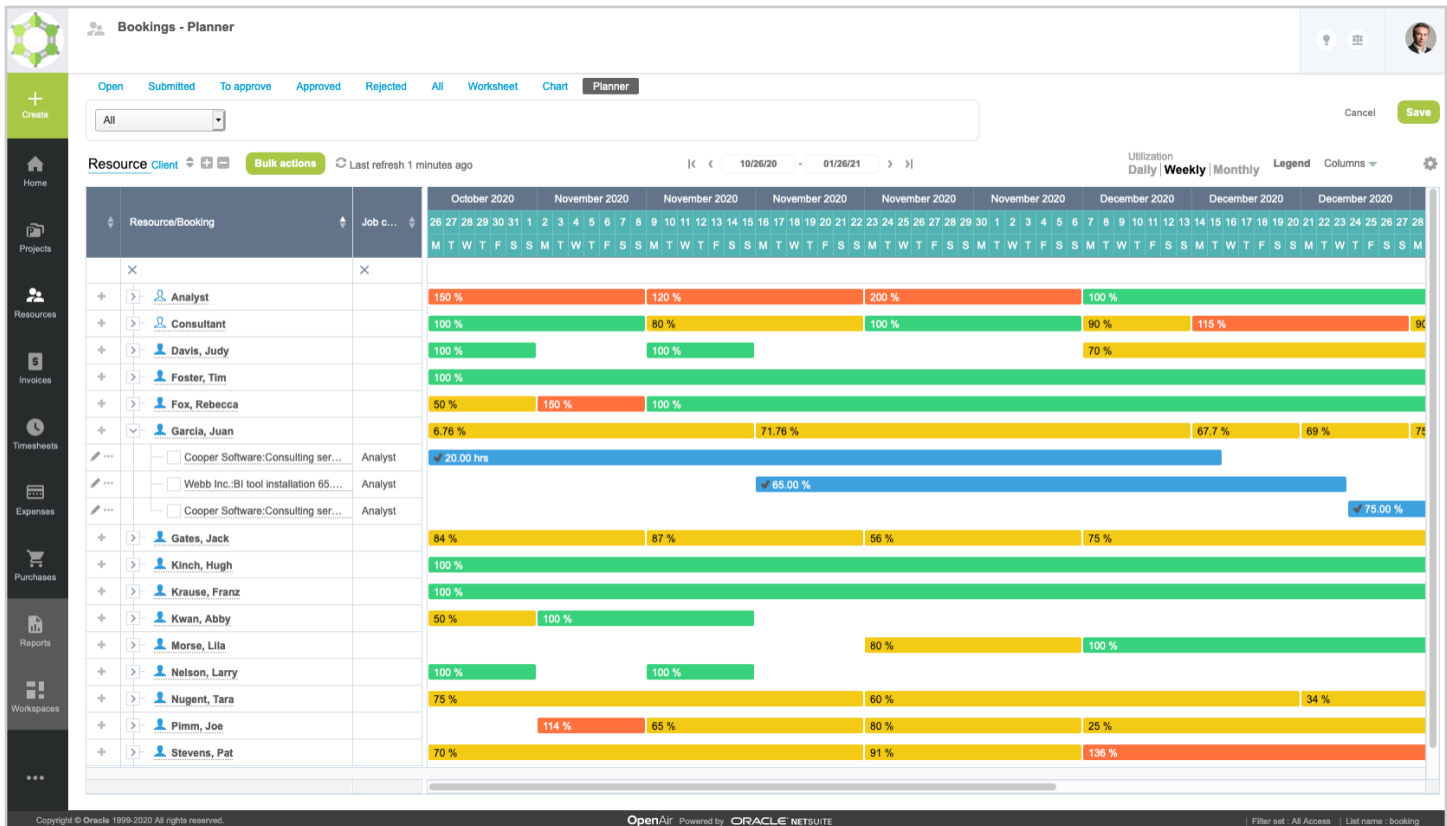 Bookings - Planner
Create
Home
Projects
Resources
Invoices
Timesheets
Expenses
Purchases
Reports
Workspaces
Open Submitted To approve Approved Rejected All Worksheet Chart Planner
All
Cancel Save
Resource Client Bulk actions Last refresh 1 minutes ago 10/26/20 - 01/26/21 Utilization Daily | Weekly | Monthly Legend Columns
October 2020 November 2020 November 2020 November 2020 November 2020 November 2020 December 2020 December 2020 December 2020
Resource/Booking Job c... 26 27 28 29 30 31 1 2 3 4 5 6 7 8 9 10 11 12 13 14 15 16 17 18 19 20 21 22 23 24 25 26 27 28 29 30 1 2 3 4 5 6 7 8 9 10 11 12 13 14 15 16 17 18 19 20 21 22 23 24 25 26 27 28
M T W T F S S M T W T F S S M T W T F S S M T W T F S S M T W T F S S M T W T F S S M T W T F S S M T W T F S S M T W T F S S M
Analyst 150 % 120 % 200 % 100 %
Consultant 100 % 80 % 100 % 90 % 115 % 90
Davis, Judy 100 % 100 % 70 %
Foster, Tim 100 %
Fox, Rebecca 50 % 150 % 100 %
Garcia, Juan 6.76 % 71.76 % 67.7 % 69 % 75
Cooper Software:Consulting ser... Analyst 20.00 hrs
Webb Inc.:BI tool installation 65.... Analyst 65.00 %
Cooper Software:Consulting ser... Analyst 75.00 %
Gates, Jack 84 % 87 % 56 % 75 %
Kinch, Hugh 100 %
Krause, Franz 100 %
Kwan, Abby 50 % 100 %
Morse, Lila 80 % 100 %
Nelson, Larry 100 % 100 %
Nugent, Tara 75 % 60 % 34 %
Pimm, Joe 114 % 65 % 80 % 25 %
Stevens, Pat 70 % 91 % 136 %
Copyright © Oracle 1999-2020 All rights reserved. OpenAir Powered by ORACLE NETSUITE | Filter set : All Access | List name : booking